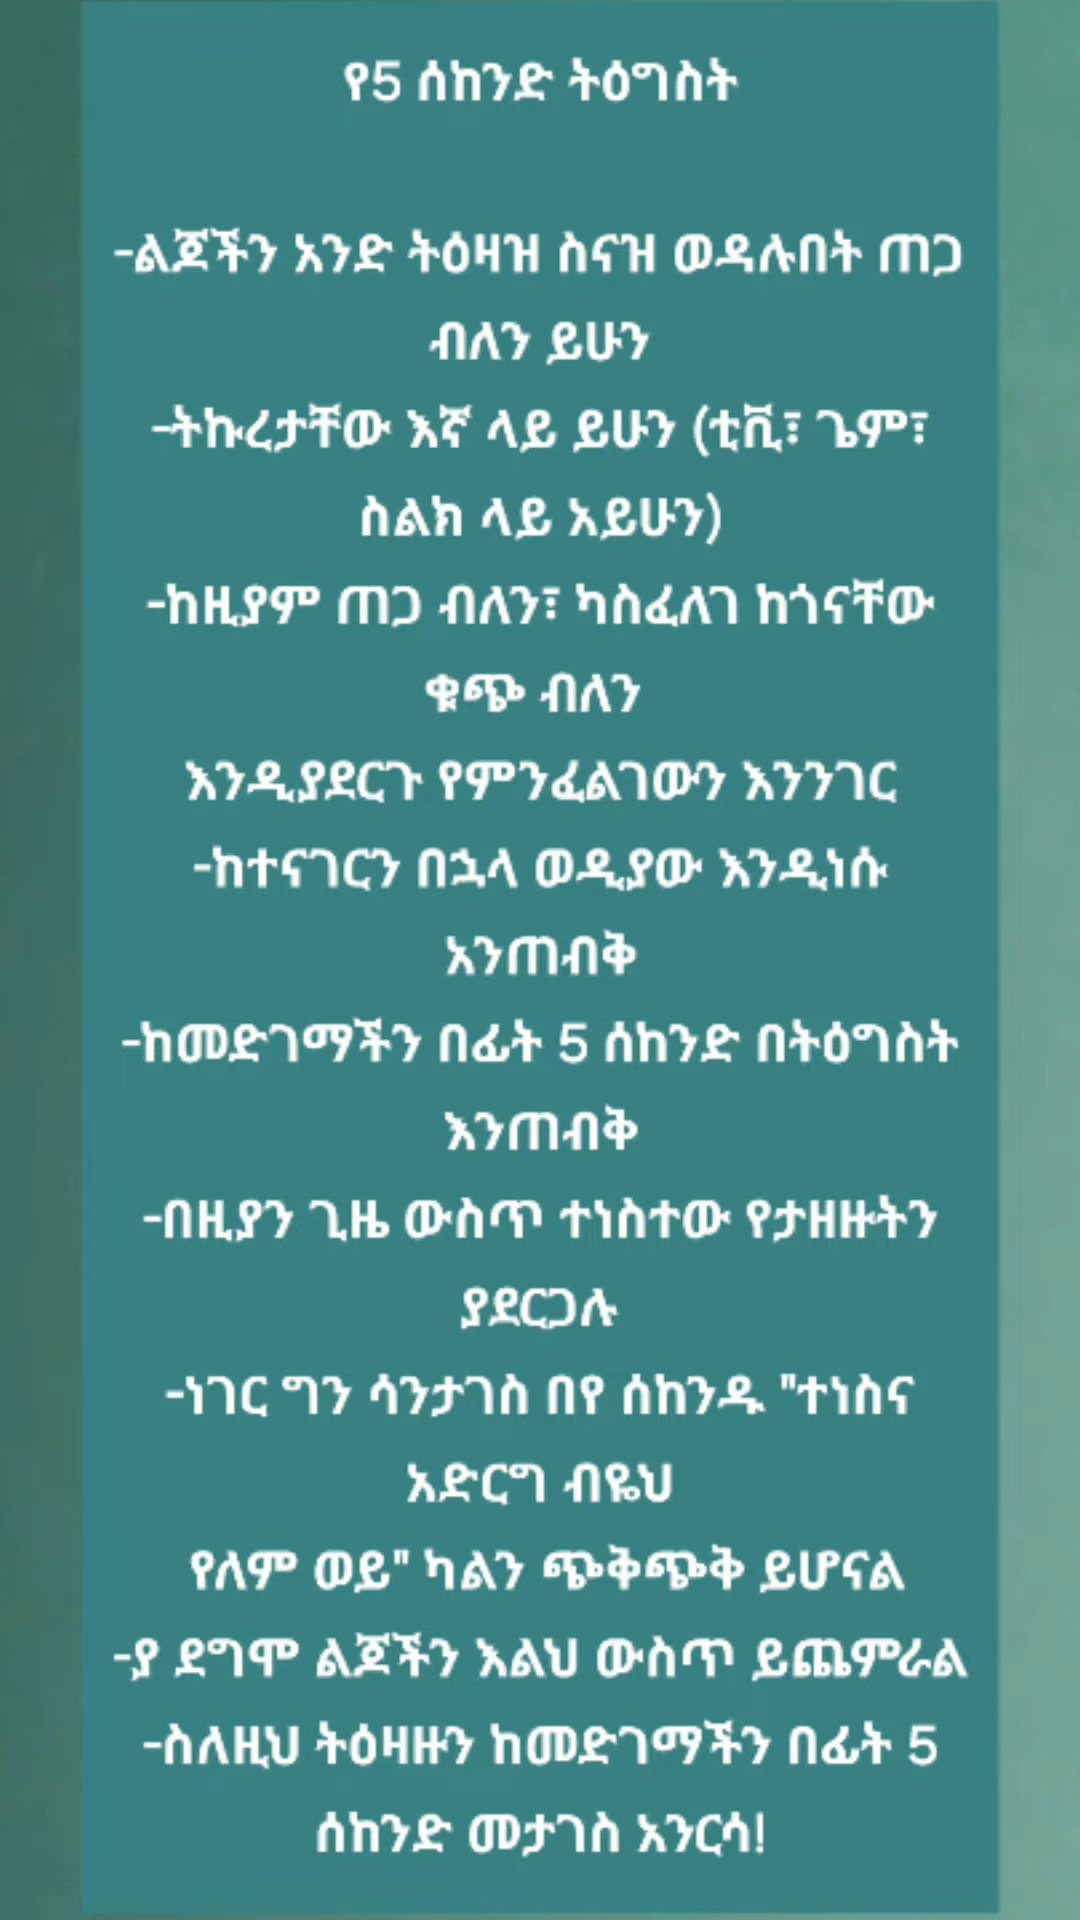 የ5 ሰከንድ ትዕግስት
-ልጆችን አንድ ትዕዛዝ ስናዝ ወዳሉበት ጠጋ
ብለን ይሁን
-ትኩረታቸው እኛ ላይ ይሁን (ቲቪ፣ ጌም፣
ስልክ ላይ አይሁን)
-ከዚያም ጠጋ ብለን፣ ካስፈለገ ከጎናቸው
ቁጭ ብለን
እንዲያደርጉ የምንፈልገውን እንንገር
-ከተናገርን በኋላ ወዲያው እንዲነሱ
አንጠብቅ
-ከመድገማችን በፊት 5 ሰከንድ በትዕግስት
እንጠብቅ
-በዚያን ጊዜ ውስጥ ተነስተው የታዘዙትን
ያደርጋሉ
-ነገር ግን ሳንታገስ በየ ሰከንዱ "ተነስና
አድርግ ብዬህ
የለም ወይ" ካልን ጭቅጭቅ ይሆናል
-ያ ደግሞ ልጆችን እልህ ውስጥ ይጨምራል
-ስለዚህ ትዕዛዙን ከመድገማችን በፊት 5
ሰከንድ መታገስ አንርሳ!